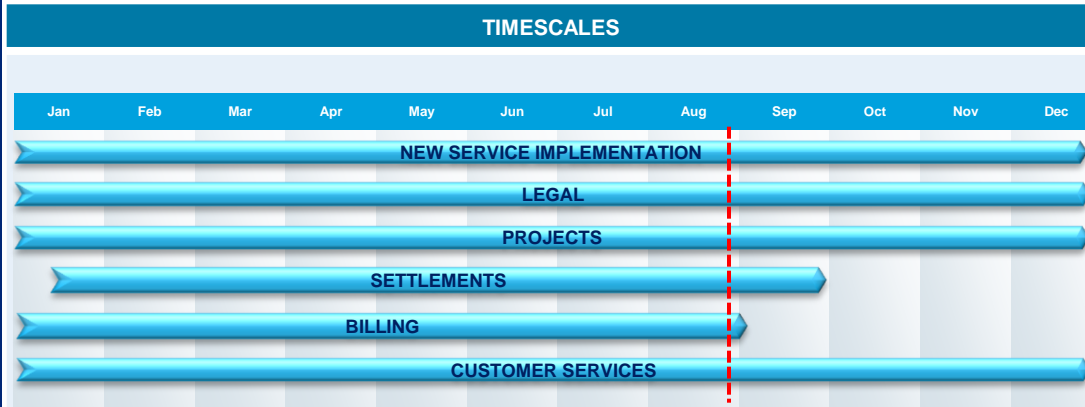 TIMESCALES
Jan Feb Mar Apr May Jun Jul Aug Sep Oct Nov Dec
NEW SERVICE IMPLEMENTATION
LEGAL
PROJECTS
SETTLEMENTS
BILLING
CUSTOMER SERVICES